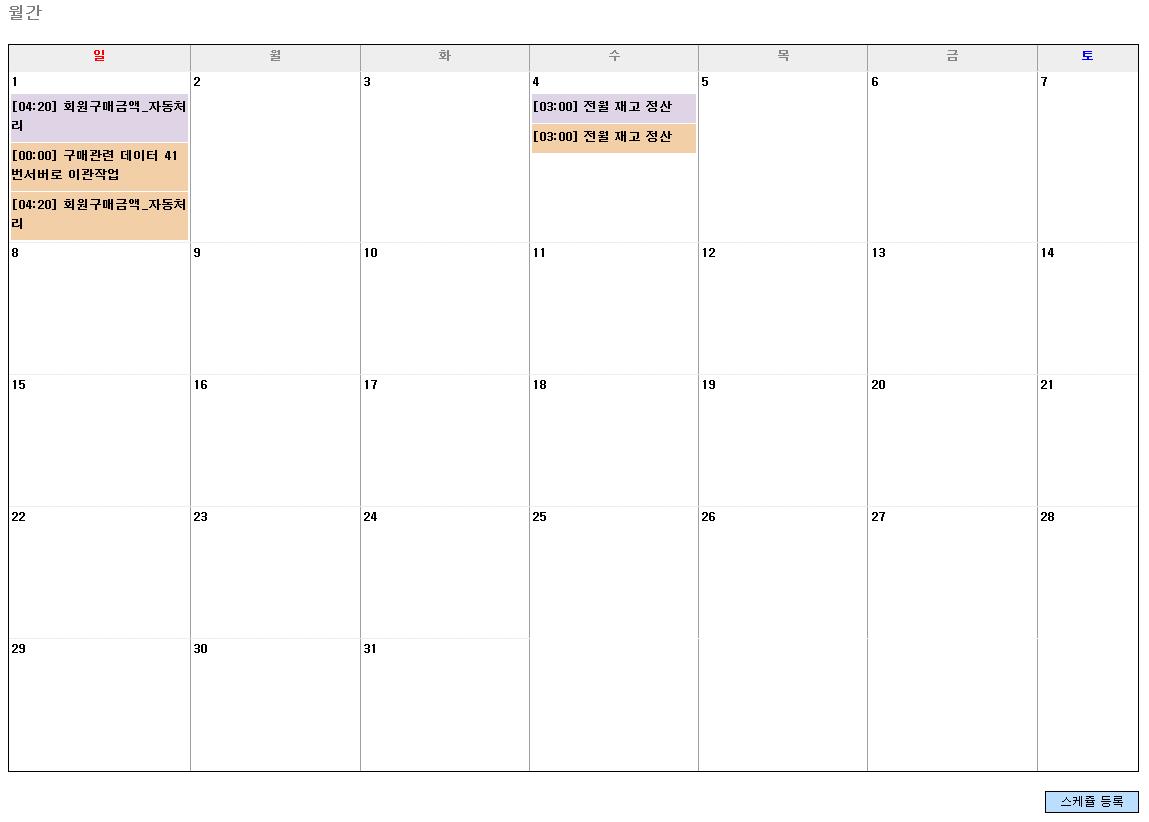 월간
일 월 화 수 목 금 토
1 2 3 4 5 6 7
[04:20] 회원구매금액_자동처
리
[00:00] 구매관련 데이터 41
번서버로 이관작업
[04:20] 회원구매금액_자동처
리
[03:00] 전월 재고 정산
[03:00] 전월 재고 정산
8 9 10 11 12 13 14
15 16 17 18 19 20 21
22 23 24 25 26 27 28
29 30 31
스케쥴 등록